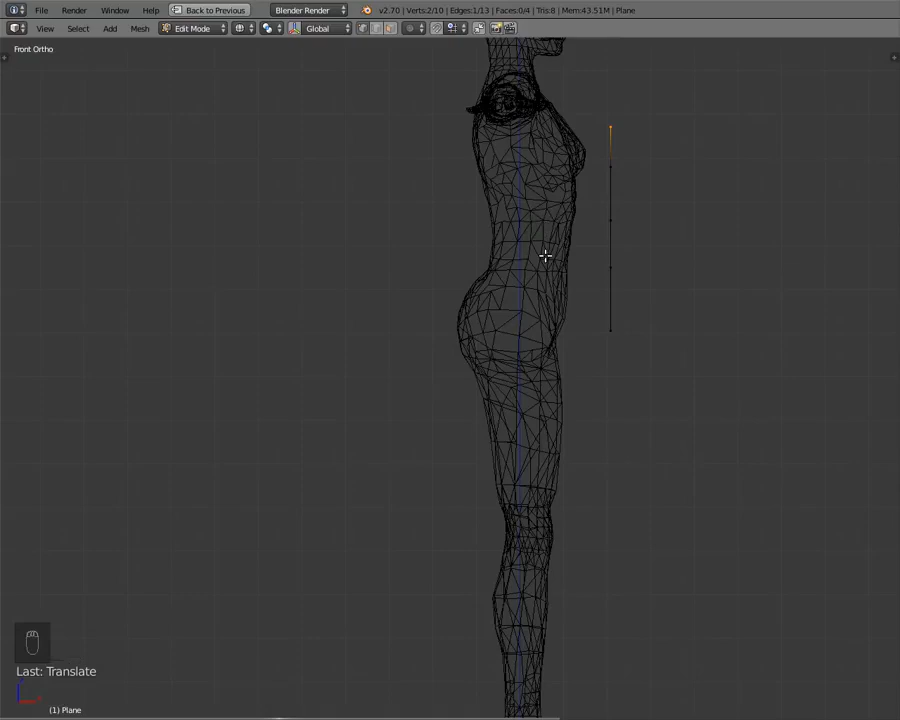 File Render Window Help Back to Previous Blender Render v2.70 | Verts:2/10 | Edges:1/13 | Faces:0/4 | Tris:8 | Mem:43.51M | Plane
View Select Add Mesh Edit Mode Global
Front Ortho
Last: Translate
(1) Plane